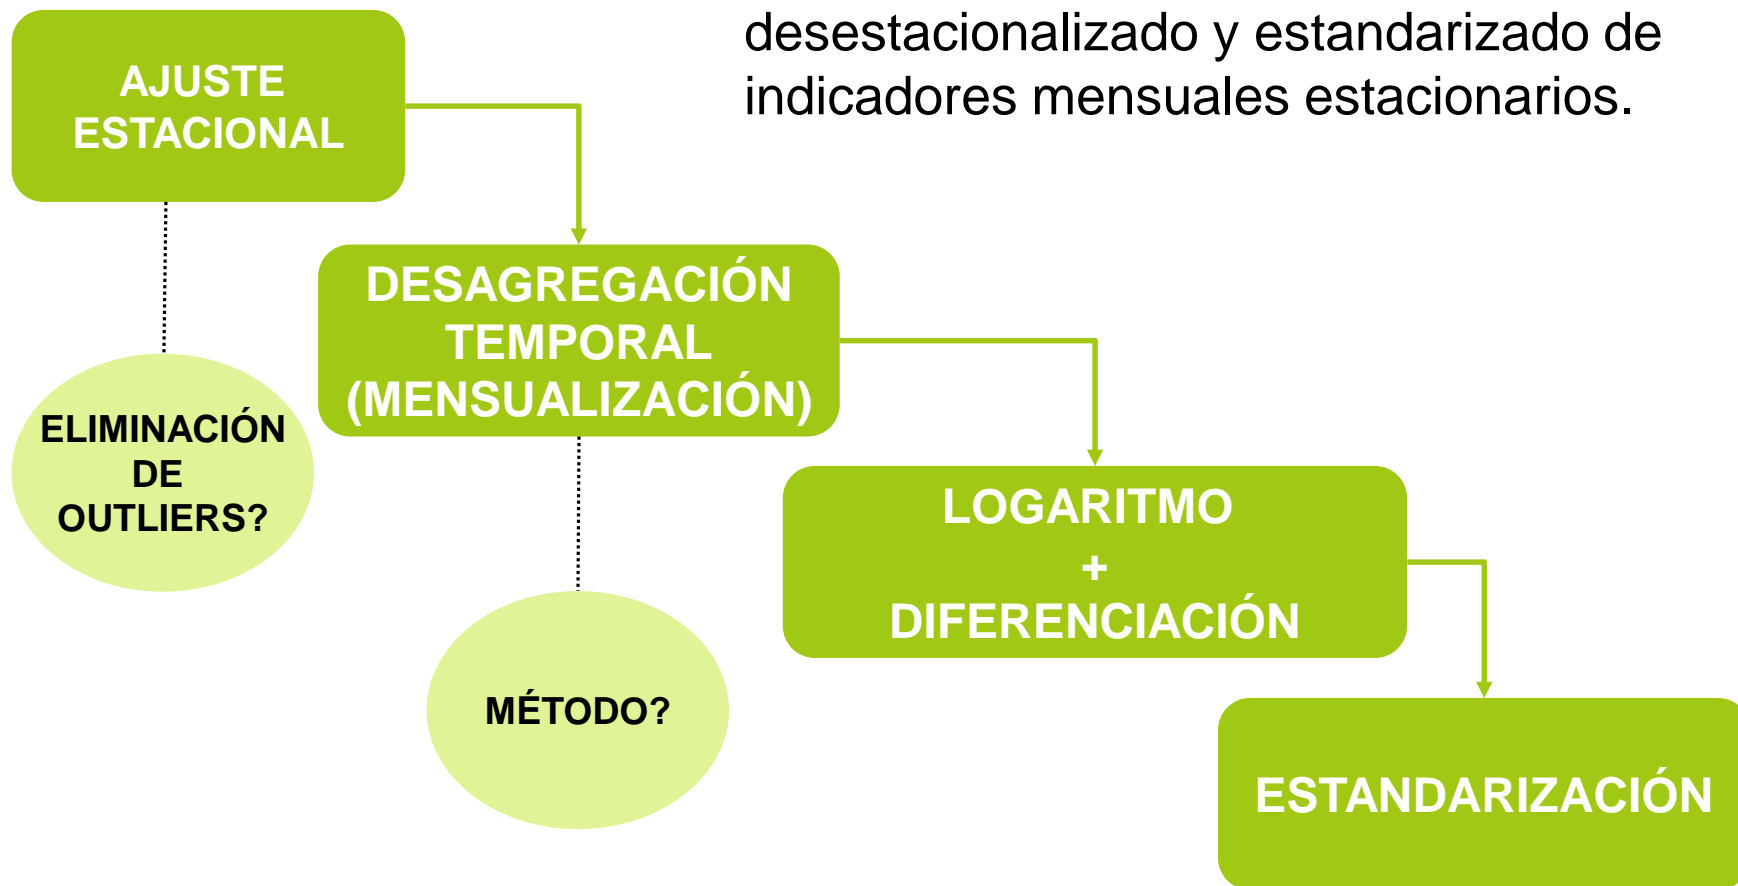 desestacionalizado y estandarizado de
indicadores mensuales estacionarios.
AJUSTE
ESTACIONAL
DESAGREGACIÓN
TEMPORAL
(MENSUALIZACIÓN)
ELIMINACIÓN
DE
OUTLIERS?
LOGARITMO
+
DIFERENCIACIÓN
MÉTODO?
ESTANDARIZACIÓN